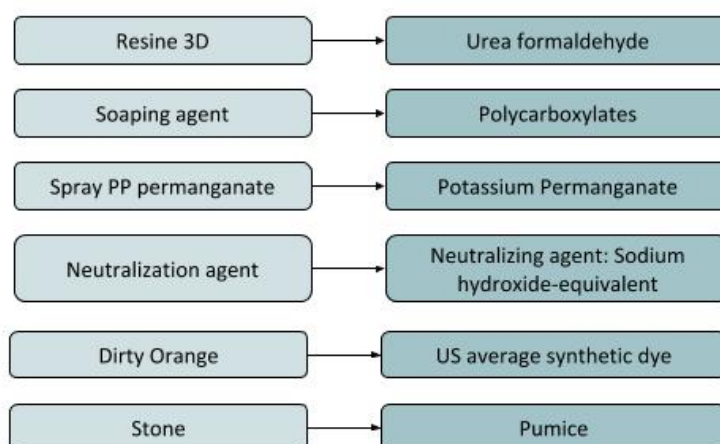 Resine 3D
Urea formaldehyde
Soaping agent
Polycarboxylates
Spray PP permanganate
Potassium Permanganate
Neutralization agent
Neutralizing agent: Sodium
hydroxide-equivalent
Dirty Orange
US average synthetic dye
Stone
Pumice